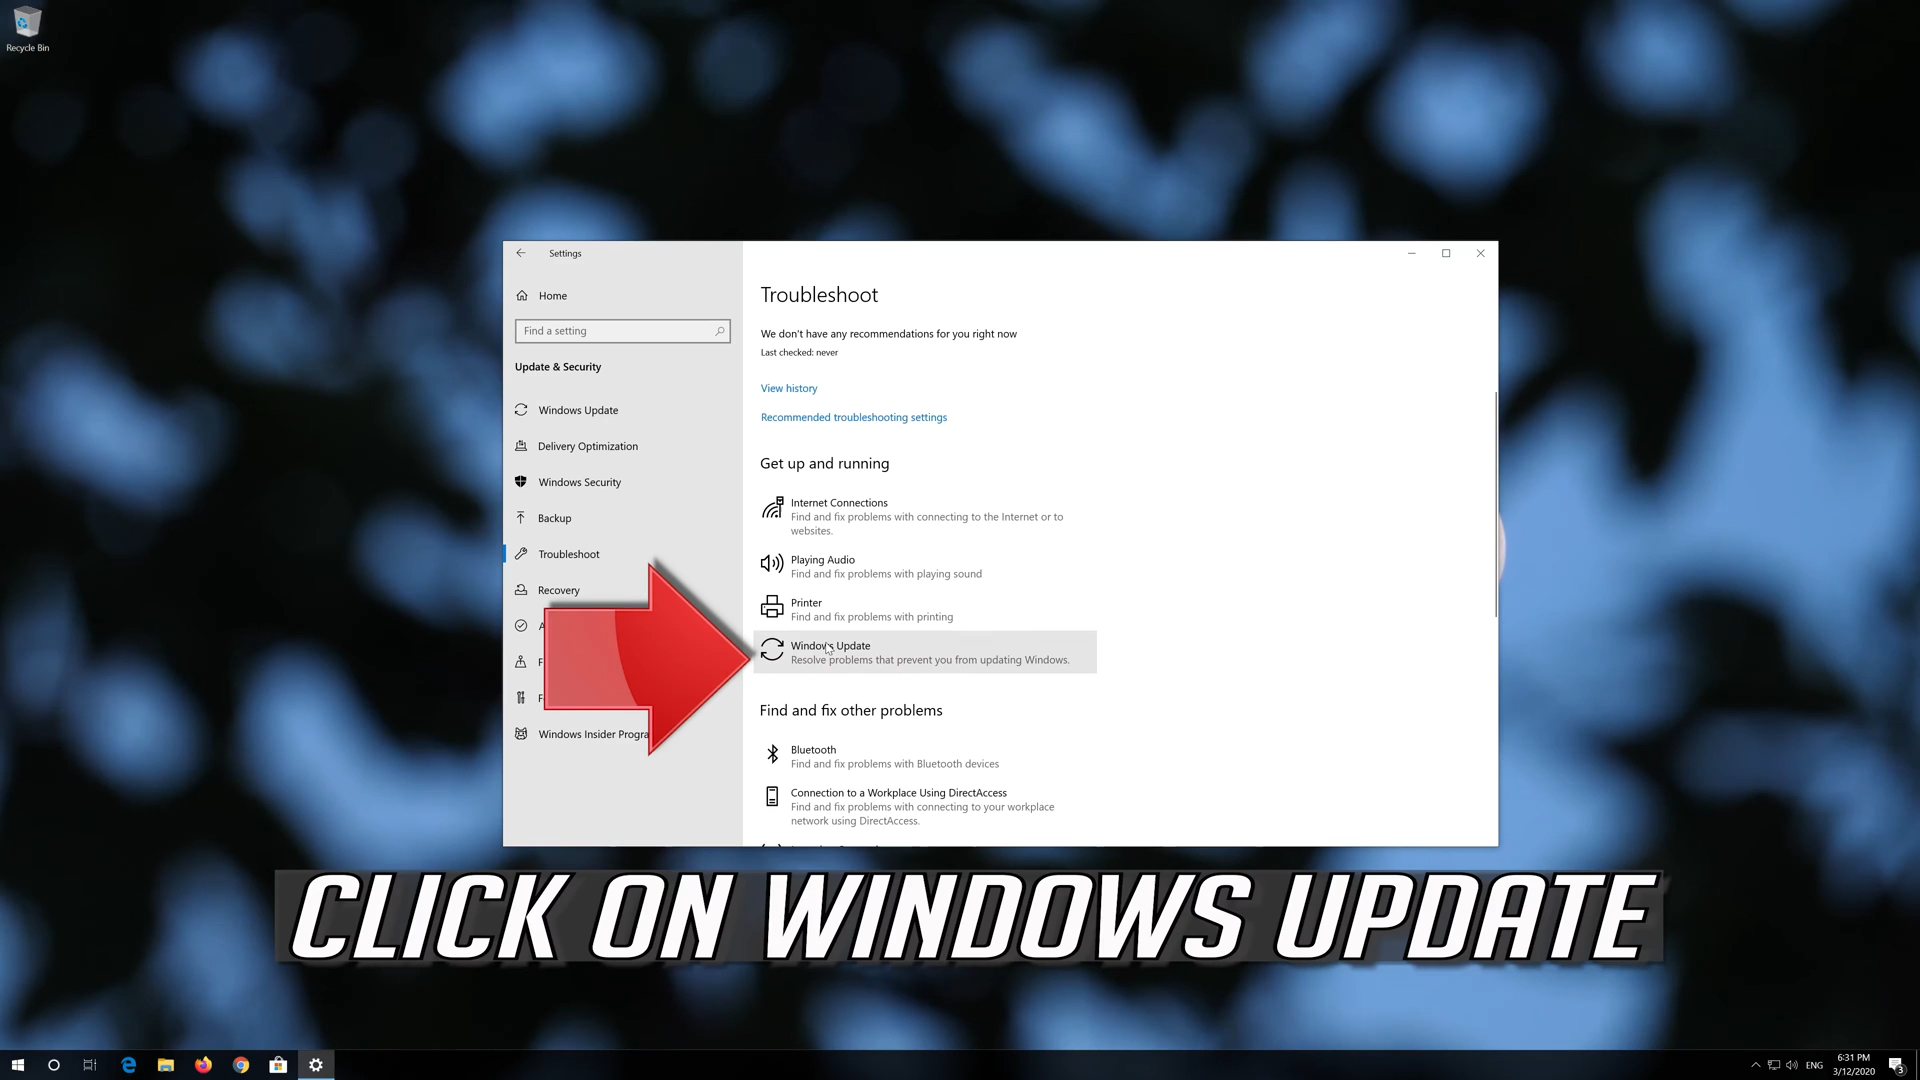 Recycle Bin
Settings
Home
Find a setting
Update & Security
Windows Update
Delivery Optimization
Windows Security
Backup
Troubleshoot
Recovery
A
F
F
Windows Insider Progra
Troubleshoot
We don't have any recommendations for you right now
Last checked: never
View history
Recommended troubleshooting settings
Get up and running
Internet Connections
Find and fix problems with connecting to the Internet or to
websites.
Playing Audio
Find and fix problems with playing sound
Printer
Find and fix problems with printing
Windows Update
Resolve problems that prevent you from updating Windows.
Find and fix other problems
Bluetooth
Find and fix problems with Bluetooth devices
Connection to a Workplace Using DirectAccess
Find and fix problems with connecting to your workplace
network using DirectAccess.
CLICK ON WINDOWS UPDATE
ENG
6:31 PM
3/12/2020
3